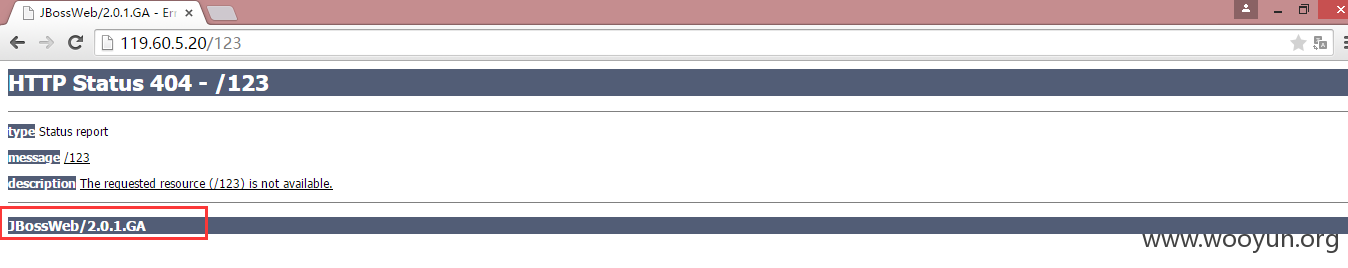 JBossWeb/2.0.1.GA - Err
119.60.5.20/123
HTTP Status 404 - /123
type Status report
message /123
description The requested resource (/123) is not available.
JBossWeb/2.0.1.GA
www.wooyun.org